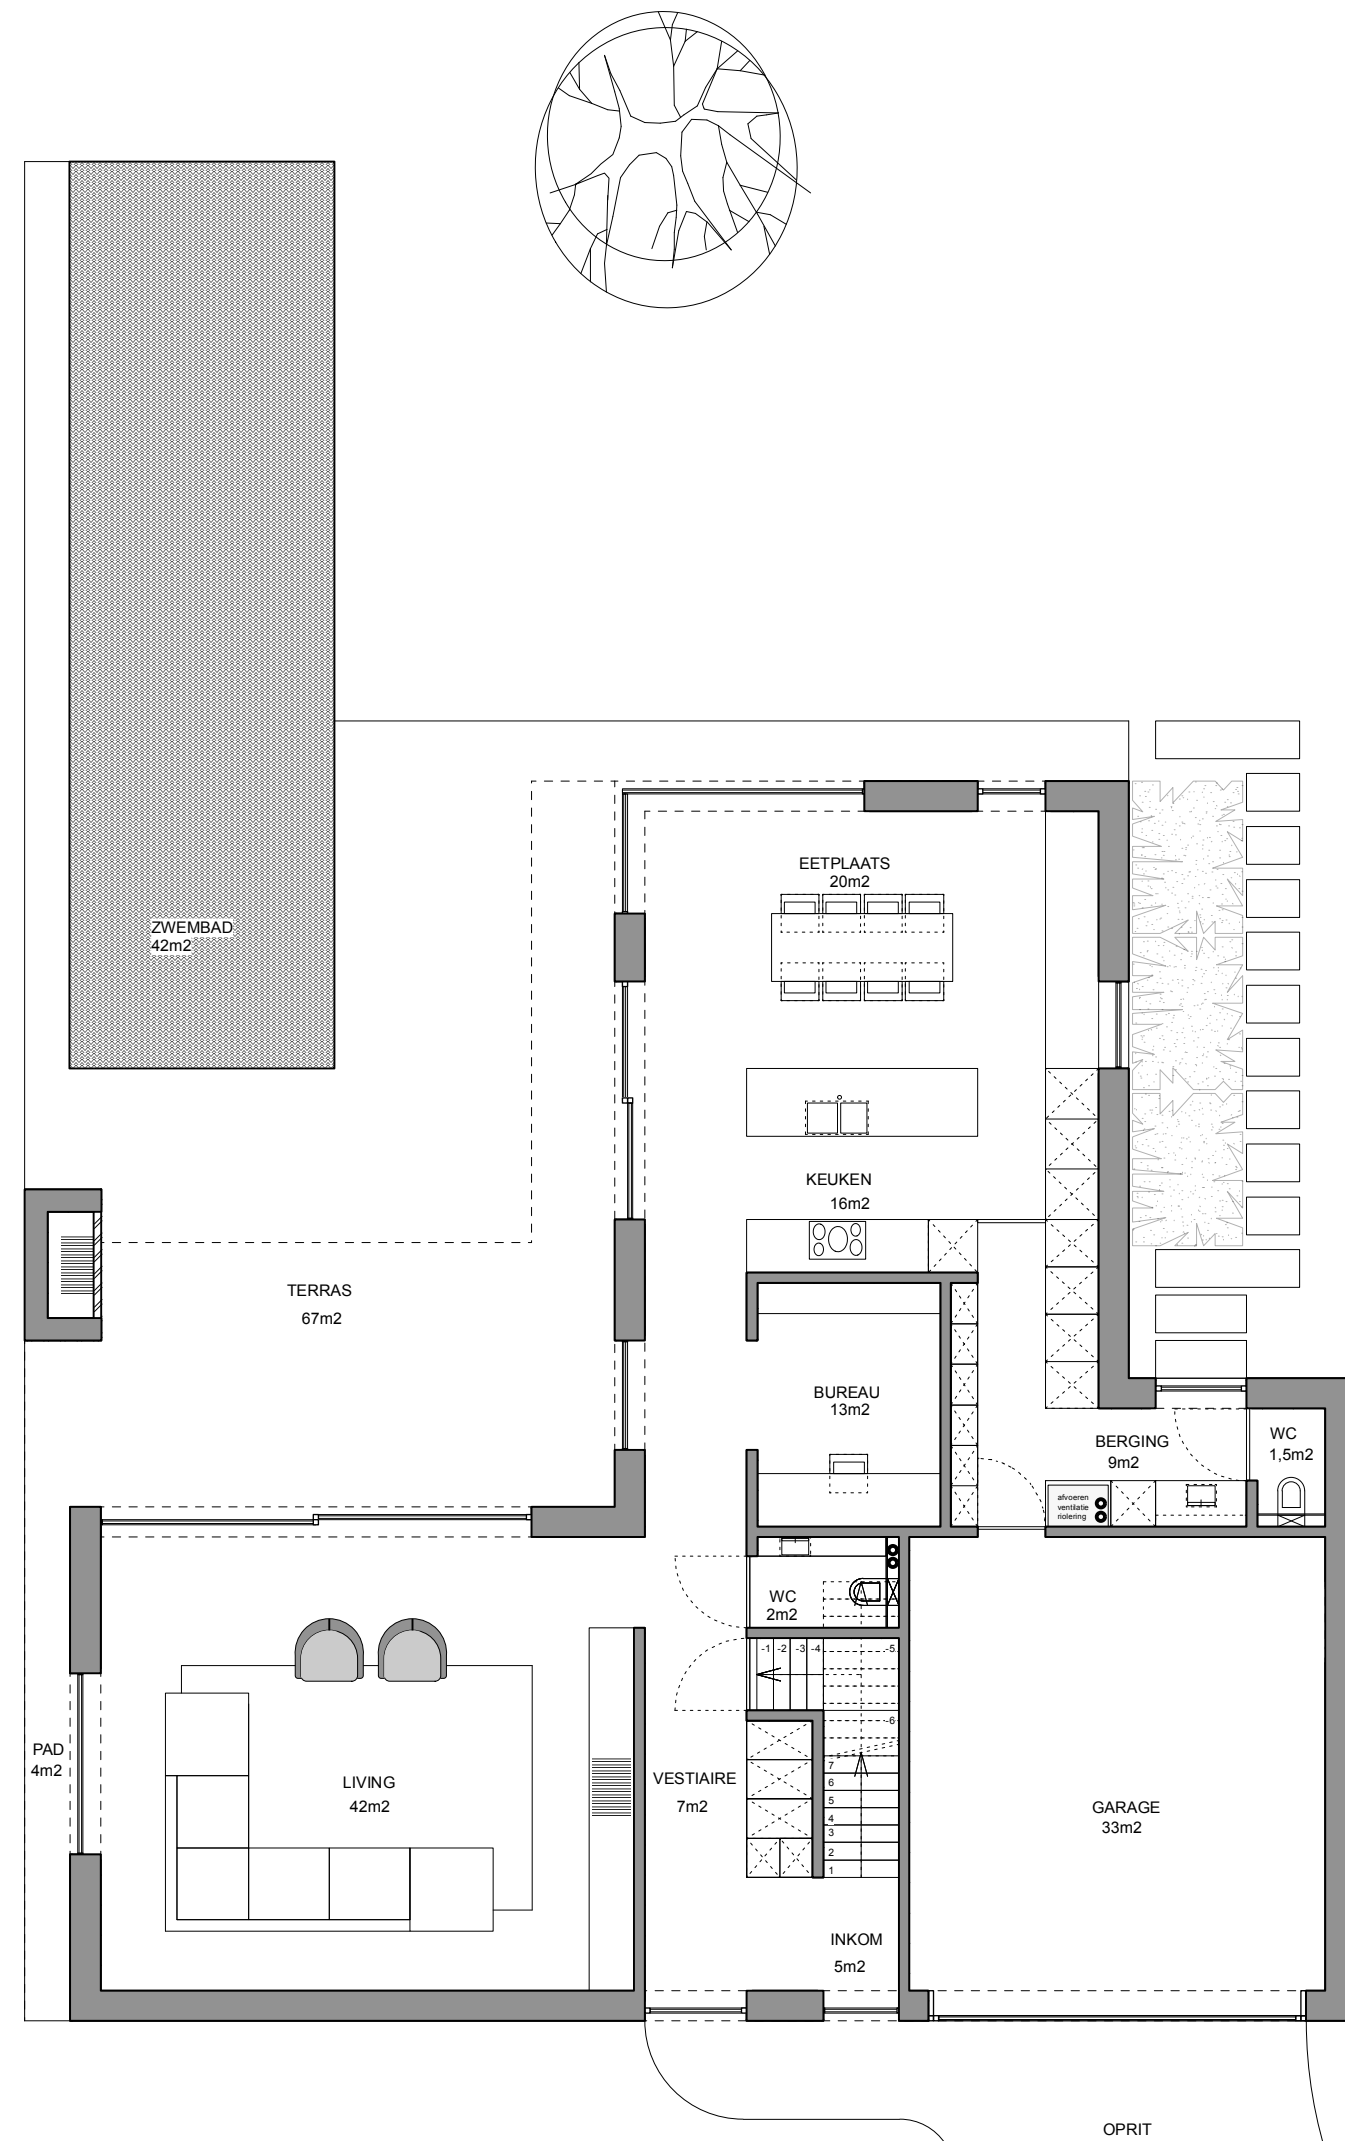 EETPLAATS
20m2
ZWEMBAD
42m2
KEUKEN
16m2
TERRAS
67m2
BUREAU
13m2
BERGING
9m2
WC
1,5m2
afvoeren
ventilatie
riolering
WC
2m2
-1 -2 -3 -4 -5
-6
PAD
4m2
LIVING
42m2
VESTIAIRE
7m2
7
6
5
4
3
2
1
GARAGE
33m2
INKOM
5m2
OPRIT